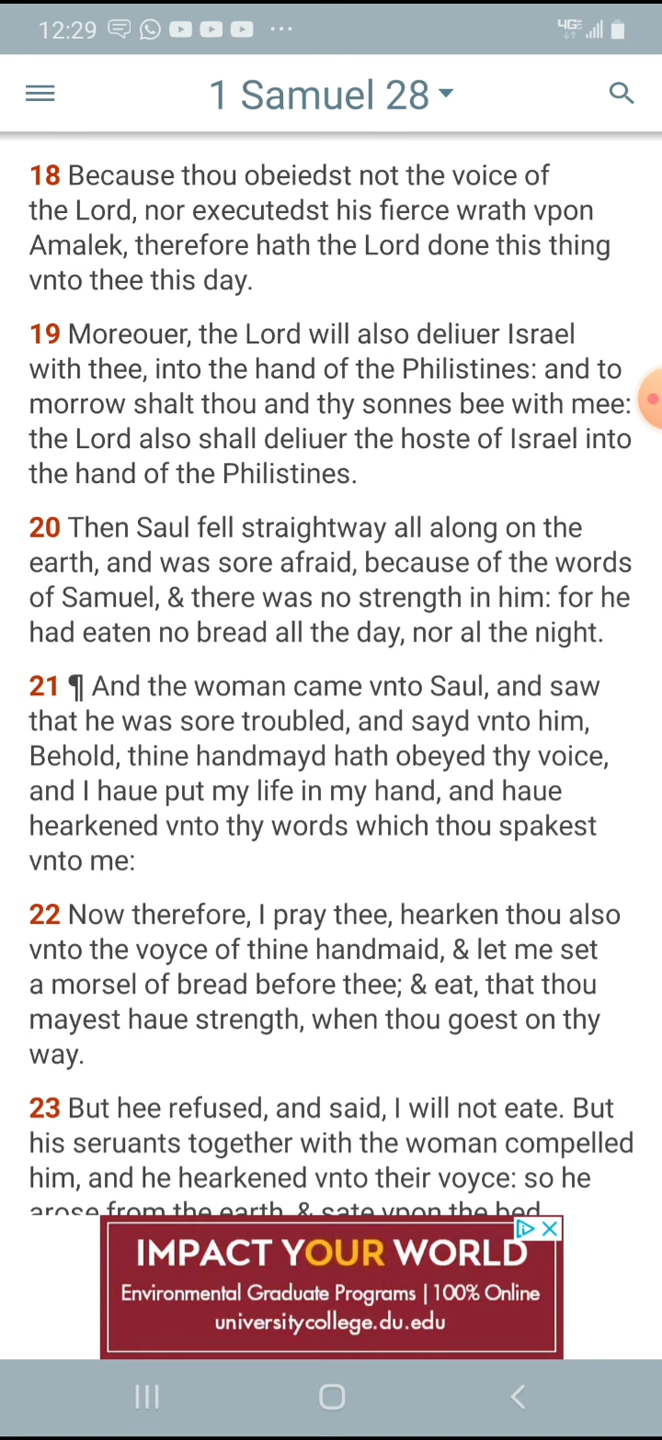 12:29
4GE
1 Samuel 28
18 Because thou obeiedst not the voice of
the Lord, nor executedst his fierce wrath vpon
Amalek, therefore hath the Lord done this thing
vnto thee this day.
19 Moreouer, the Lord will also deliuer Israel
with thee, into the hand of the Philistines: and to
morrow shalt thou and thy sonnes bee with mee:
the Lord also shall deliuer the hoste of Israel into
the hand of the Philistines.
20 Then Saul fell straightway all along on the
earth, and was sore afraid, because of the words
of Samuel, & there was no strength in him: for he
had eaten no bread all the day, nor al the night.
21 ¶ And the woman came vnto Saul, and saw
that he was sore troubled, and sayd vnto him,
Behold, thine handmayd hath obeyed thy voice,
and I haue put my life in my hand, and haue
hearkened vnto thy words which thou spakest
vnto me:
22 Now therefore, I pray thee, hearken thou also
vnto the voyce of thine handmaid, & let me set
a morsel of bread before thee; & eat, that thou
mayest haue strength, when thou goest on thy
way.
23 But hee refused, and said, I will not eate. But
his seruants together with the woman compelled
him, and he hearkened vnto their voyce: so he
arose from the earth, & sate vpon the bed.
IMPACT YOUR WORLD
Environmental Graduate Programs | 100% Online
universitycollege.du.edu